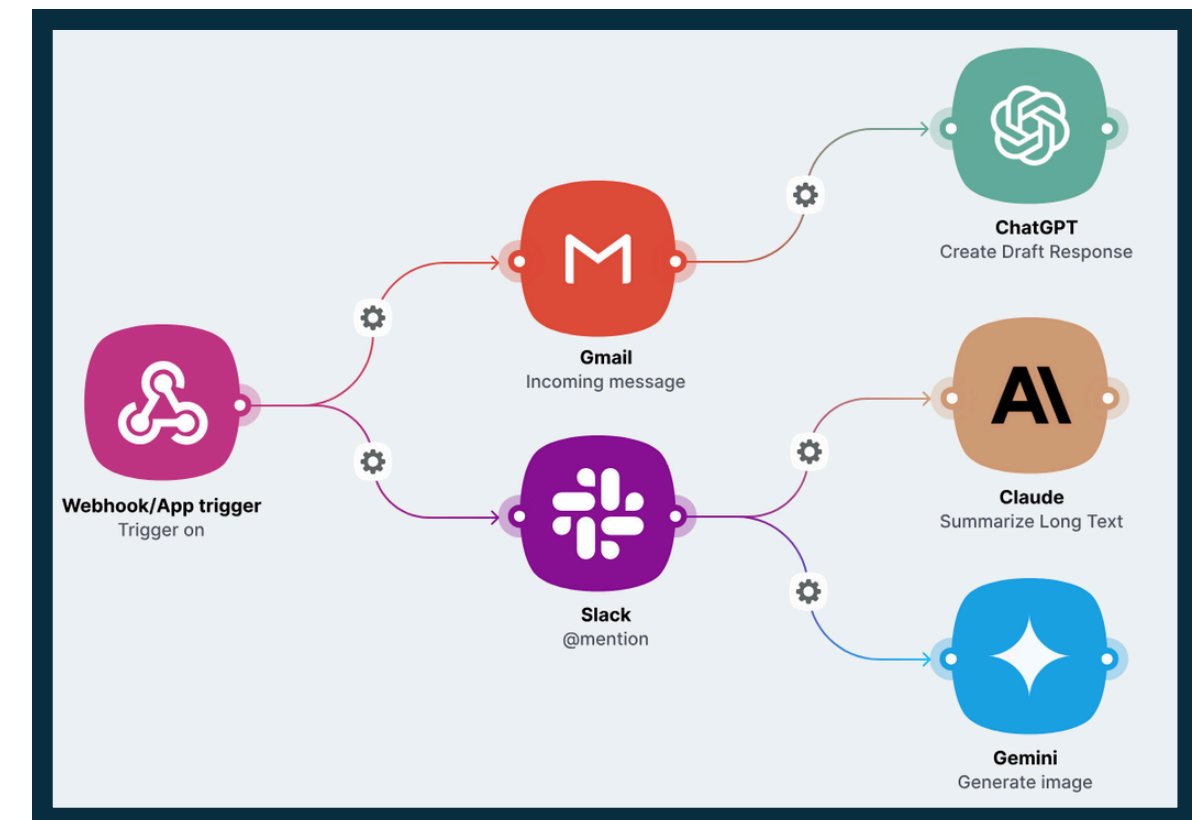 ChatGPT
Create Draft Response
Gmail
Incoming message
Claude
Summarize Long Text
Webhook/App trigger
Trigger on
Slack
@mention
Gemini
Generate image